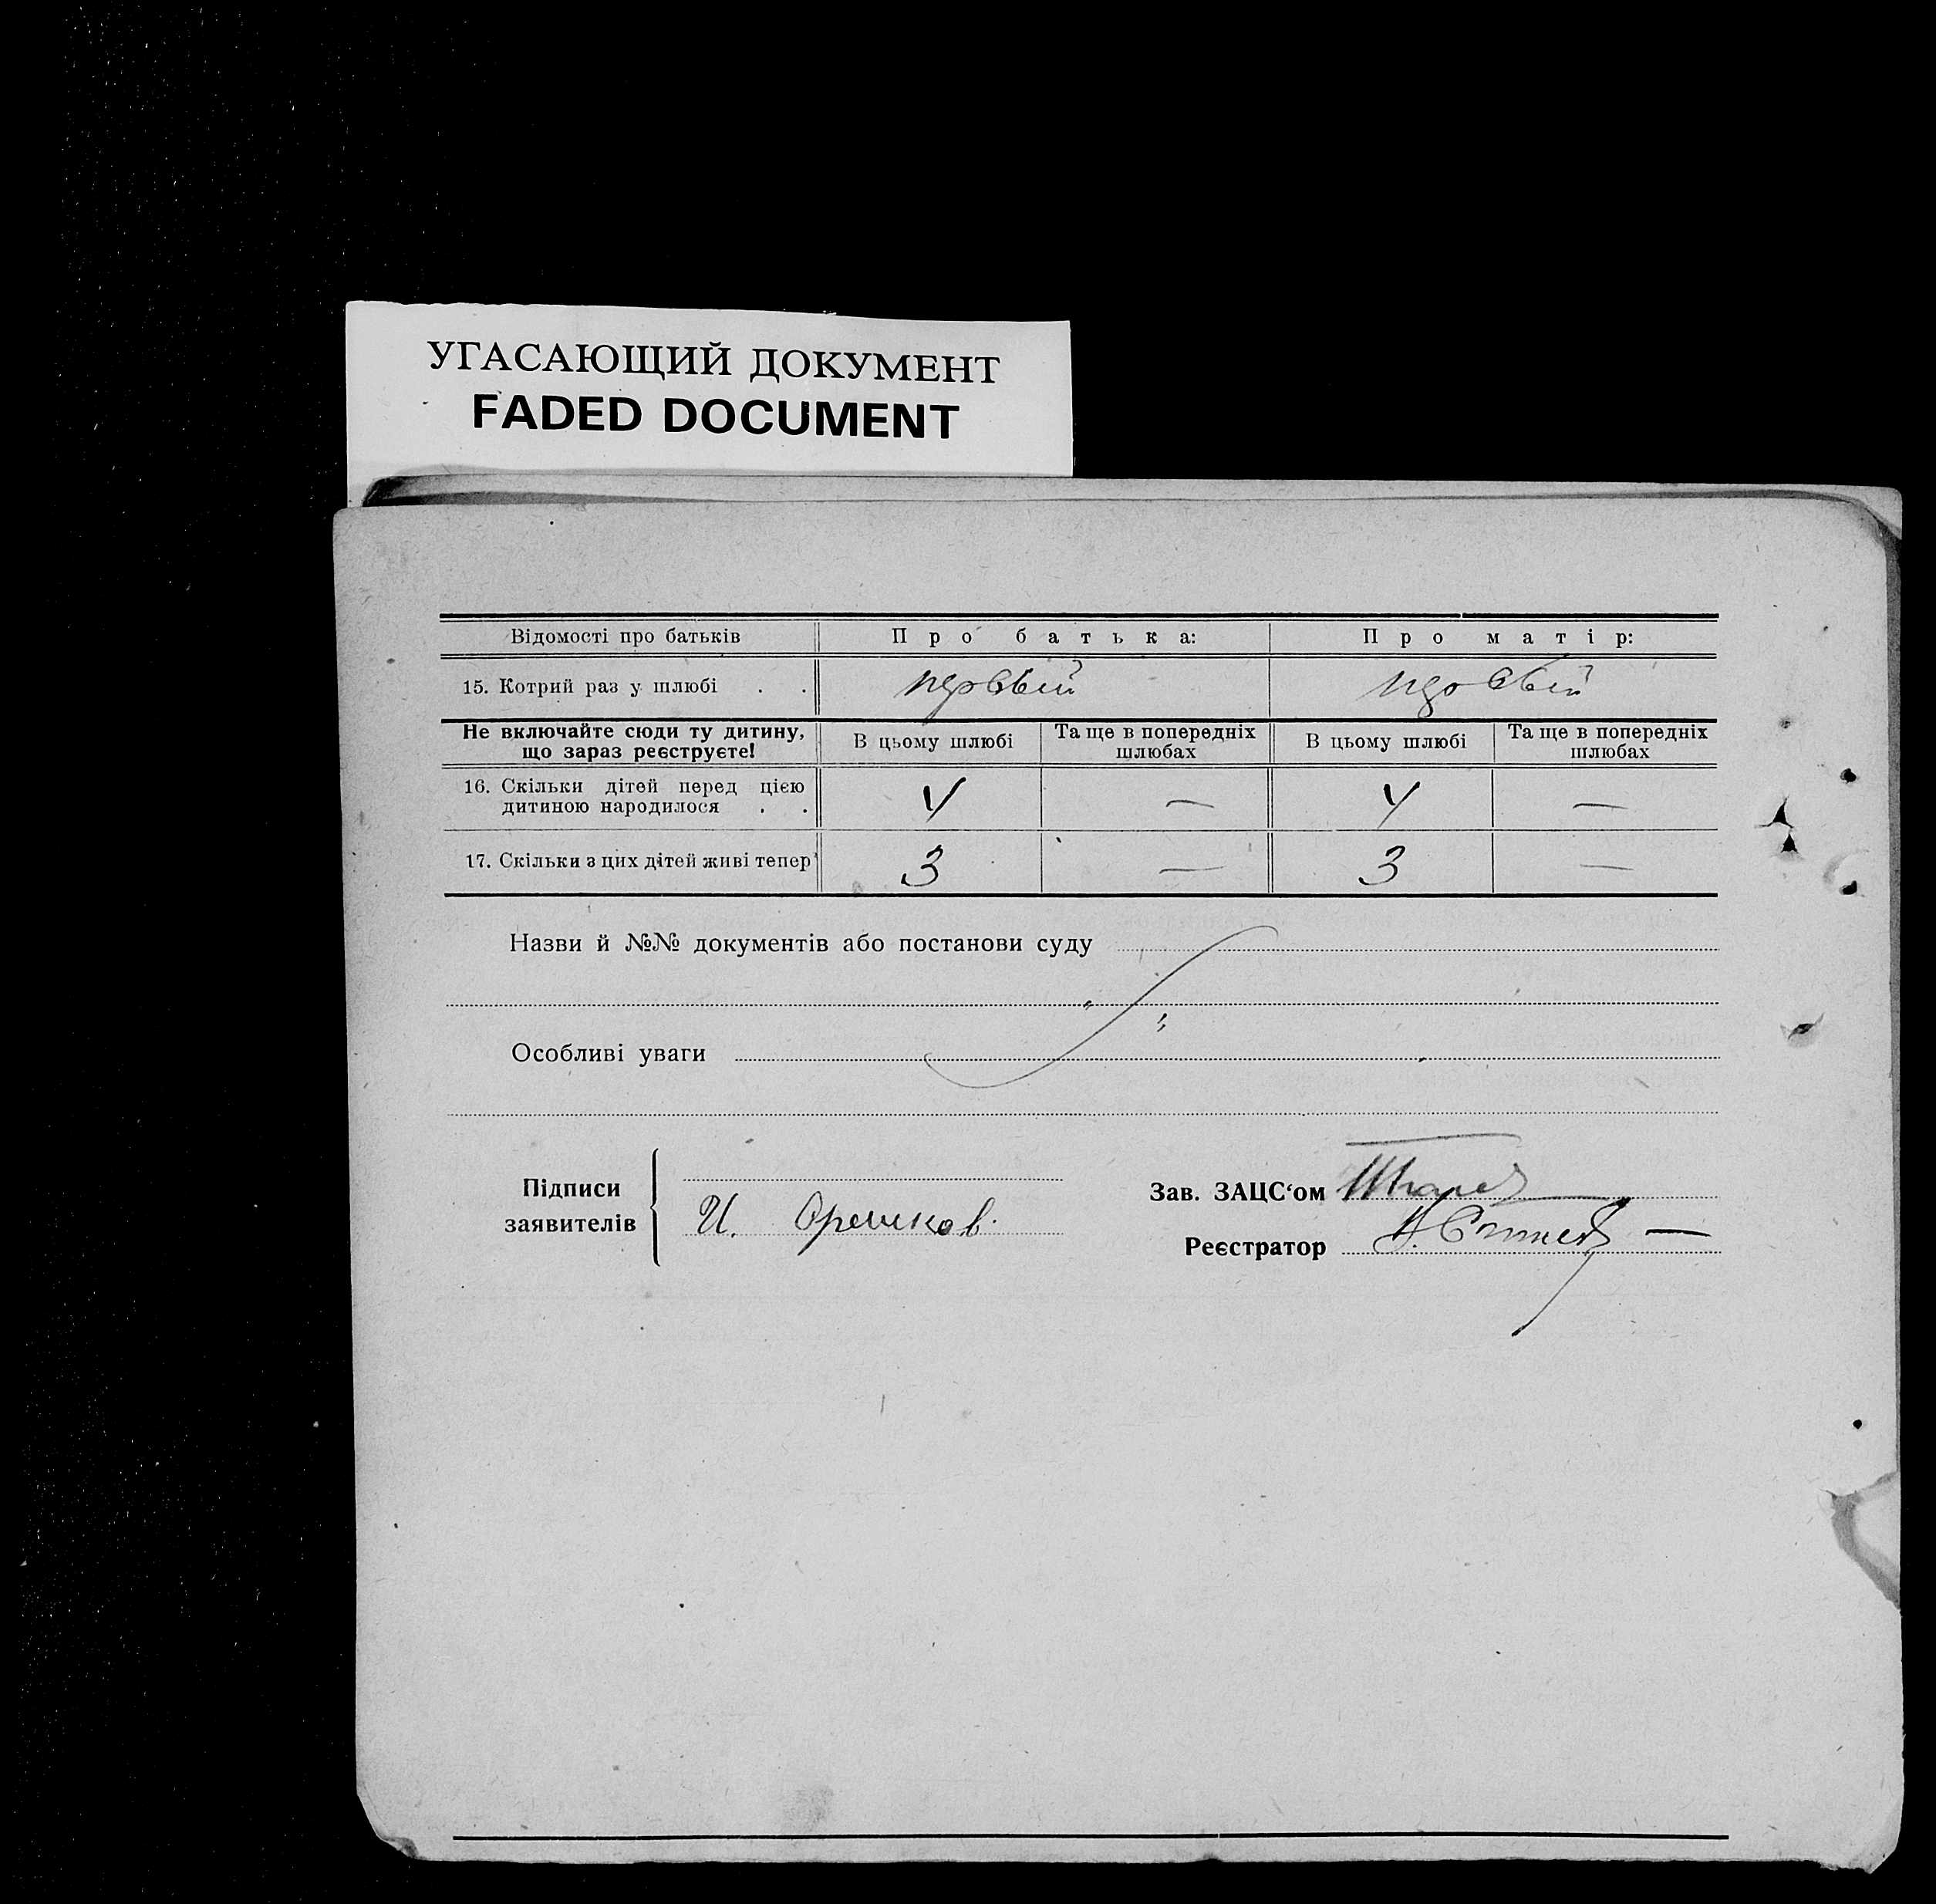 УГАСАЮЩИЙ ДОКУМЕНТ
FADED DOCUMENT
Відомості про батьків Про батька: Про матір:
15. Котрий раз у шлюбі . . первый первый
Не включайте сюди ту дитину, що зараз реєструєте! В цьому шлюбі Та ще в попередніх шлюбах В цьому шлюбі Та ще в попередніх шлюбах
16. Скільки дітей перед цією
дитиною народилося . . 4 — 4 —
17. Скільки з цих дітей живі тепер 3 — 3 —
Назви й №№ документів або постанови суду
Особливі уваги
Підписи заявителів
И. Орешков.
Зав. ЗАЦС‘ом
Реєстратор